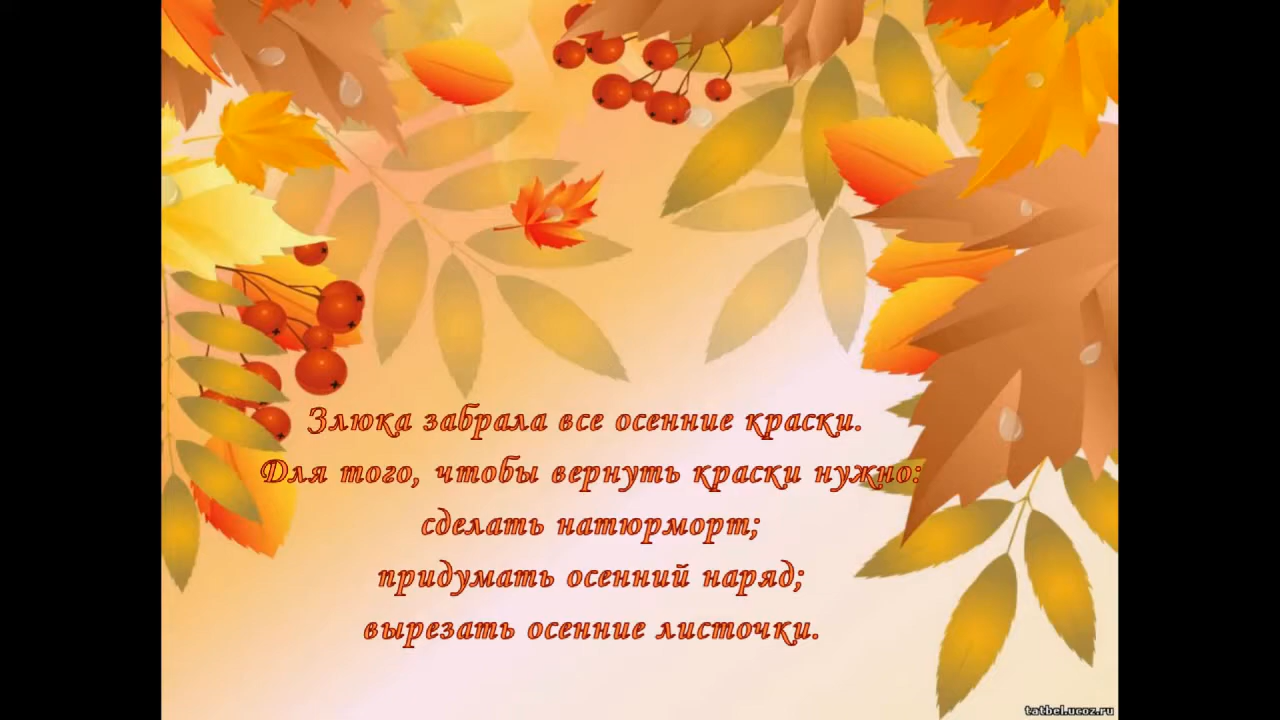 Злюка забрала все осенние краски.
Для того, чтобы вернуть краски нужно:
сделать натюрморт;
придумать осенний наряд;
вырезать осенние листочки.
tatbel.ucoz.ru